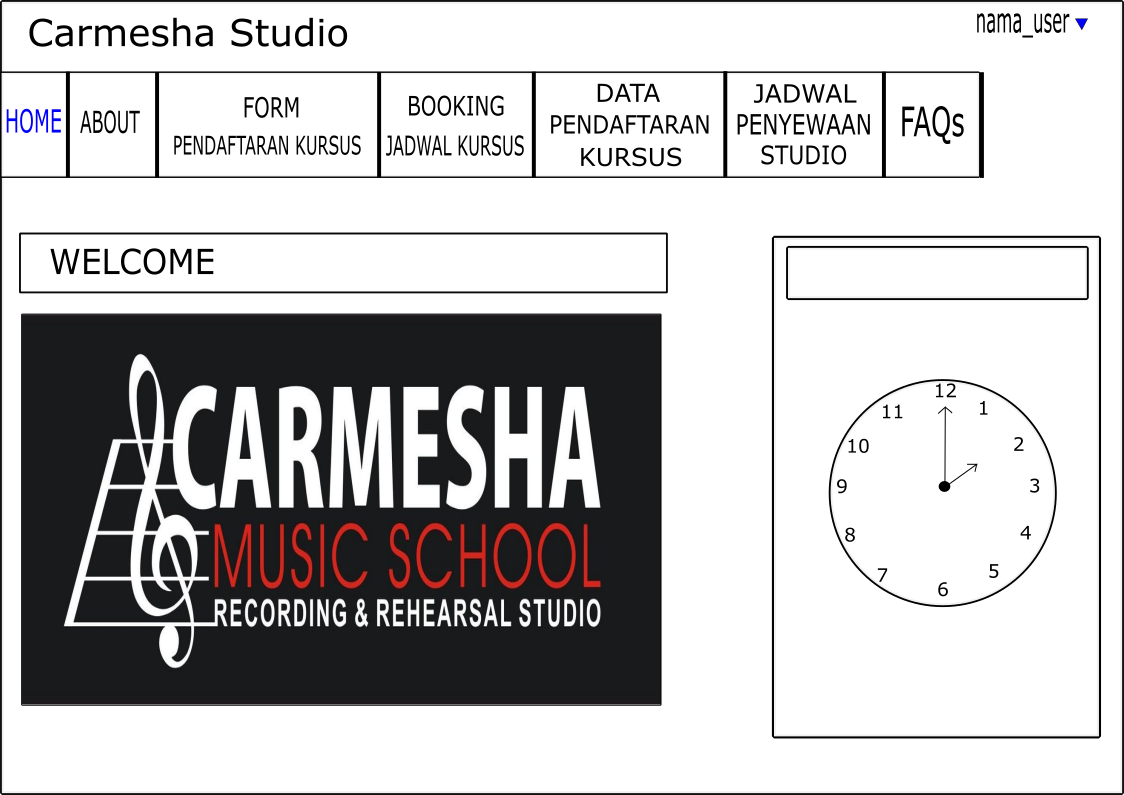 Carmesha Studio
nama_user
HOME
ABOUT
FORM
PENDAFTARAN KURSUS
BOOKING
JADWAL KURSUS
DATA
PENDAFTARAN
KURSUS
JADWAL
PENYEWAAN
STUDIO
FAQs
WELCOME
CARMESHA
MUSIC SCHOOL
RECORDING & REHEARSAL STUDIO
12
1
2
3
4
5
6
7
8
9
10
11